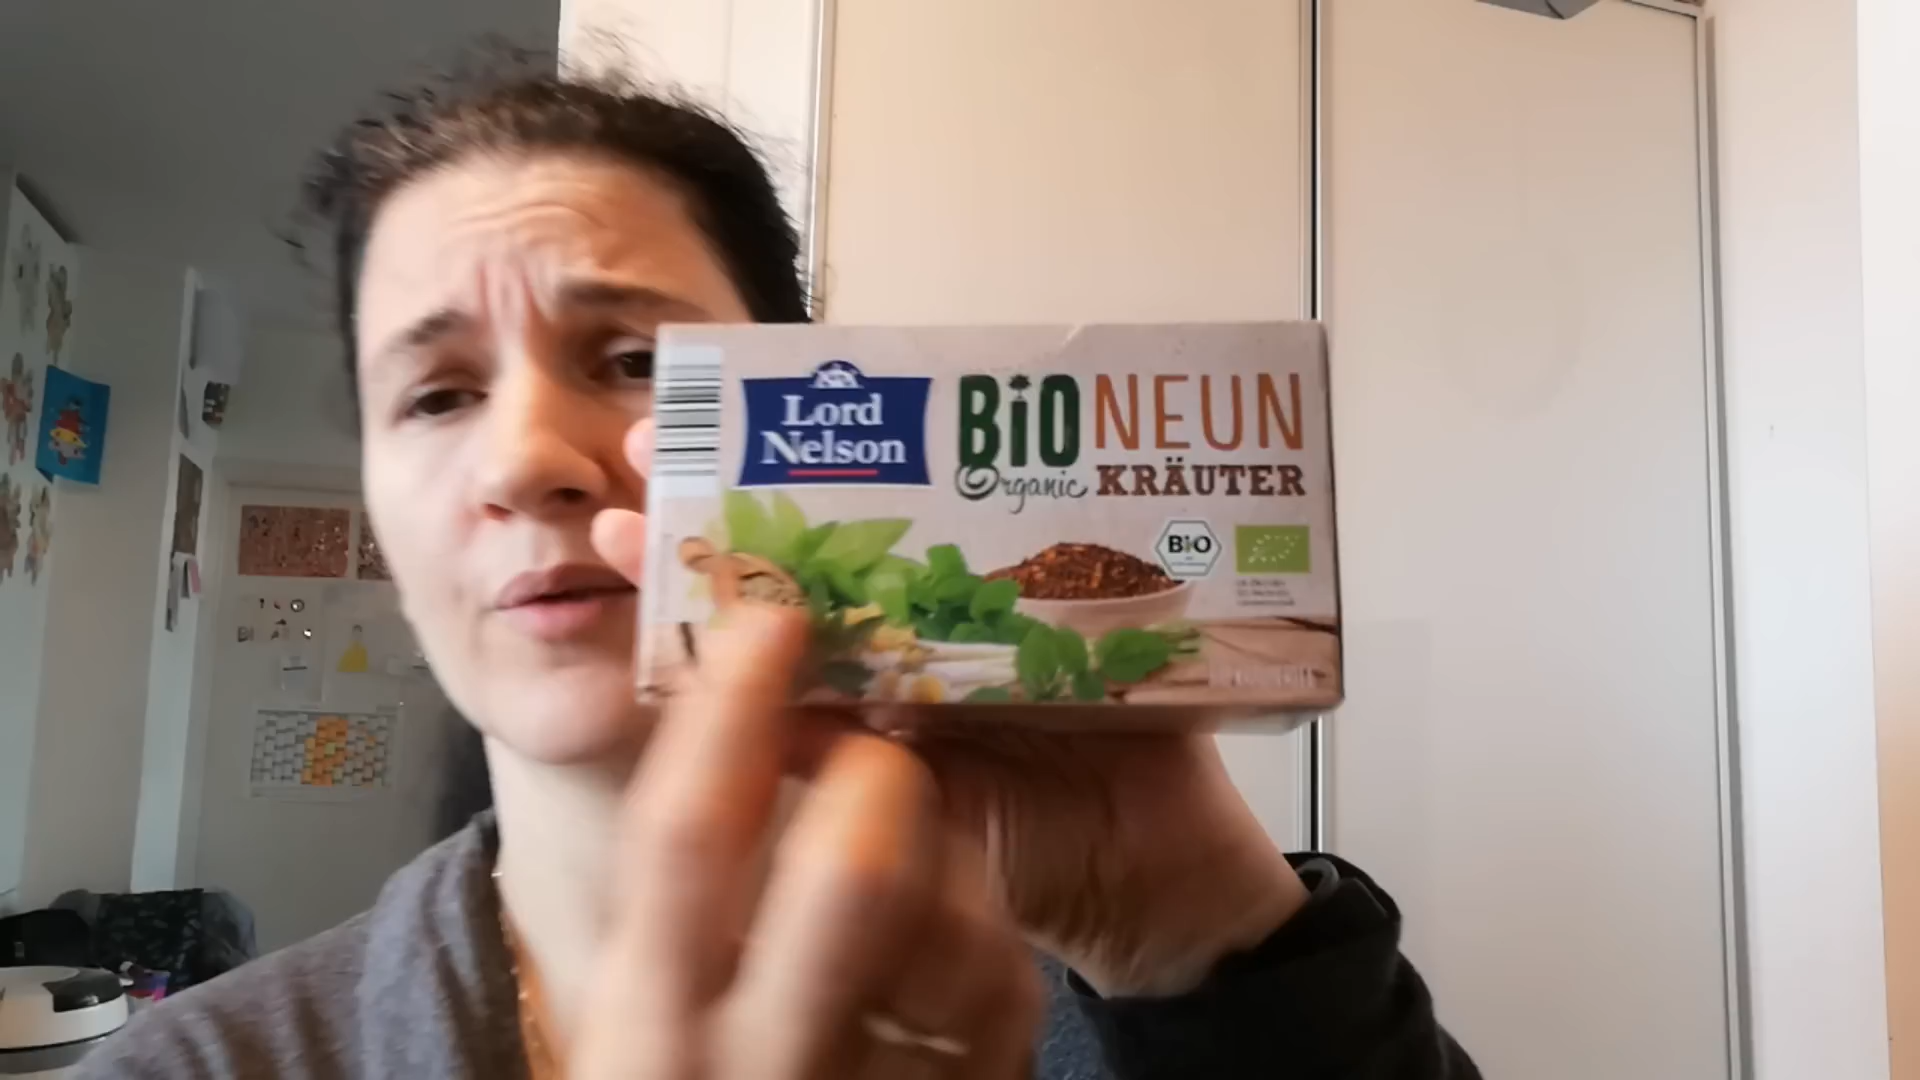 Lord
Nelson
BIO
Organic
NEUN
KRÄUTER
BIO